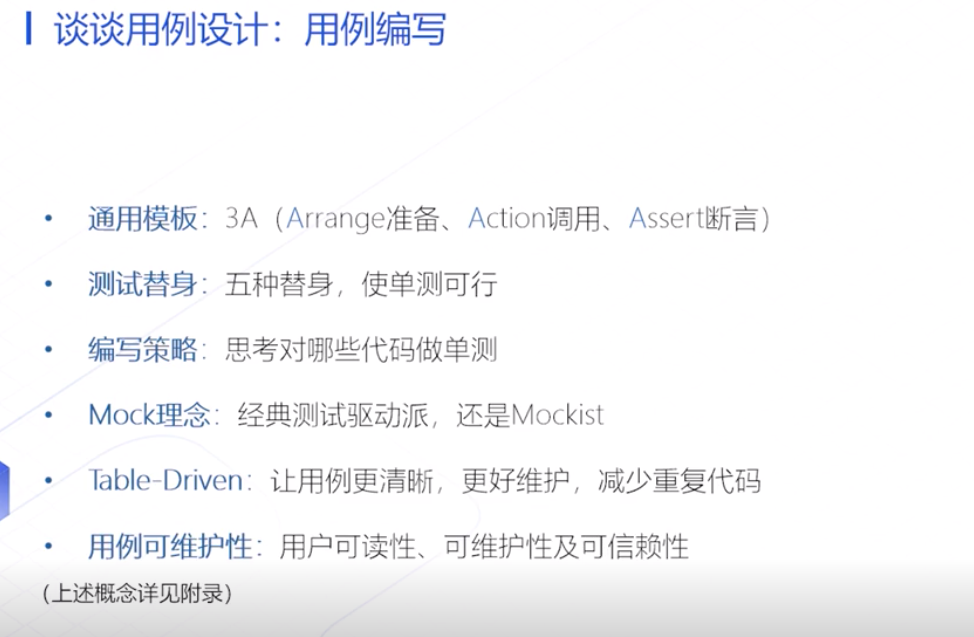 谈谈用例设计：用例编写
• 通用模板：3A（Arrange准备、Action调用、Assert断言）
• 测试替身：五种替身，使单测可行
• 编写策略：思考对哪些代码做单测
• Mock理念：经典测试驱动派，还是Mockist
• Table-Driven：让用例更清晰，更好维护，减少重复代码
• 用例可维护性：用户可读性、可维护性及可信赖性
（上述概念详见附录）